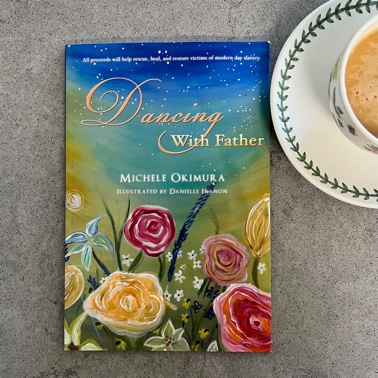 All proceeds will help rescue, heal, and restore victims of modern day slavery
Dancing
With Father
MICHELE OKIMURA
ILLUSTRATED BY DANIELLE